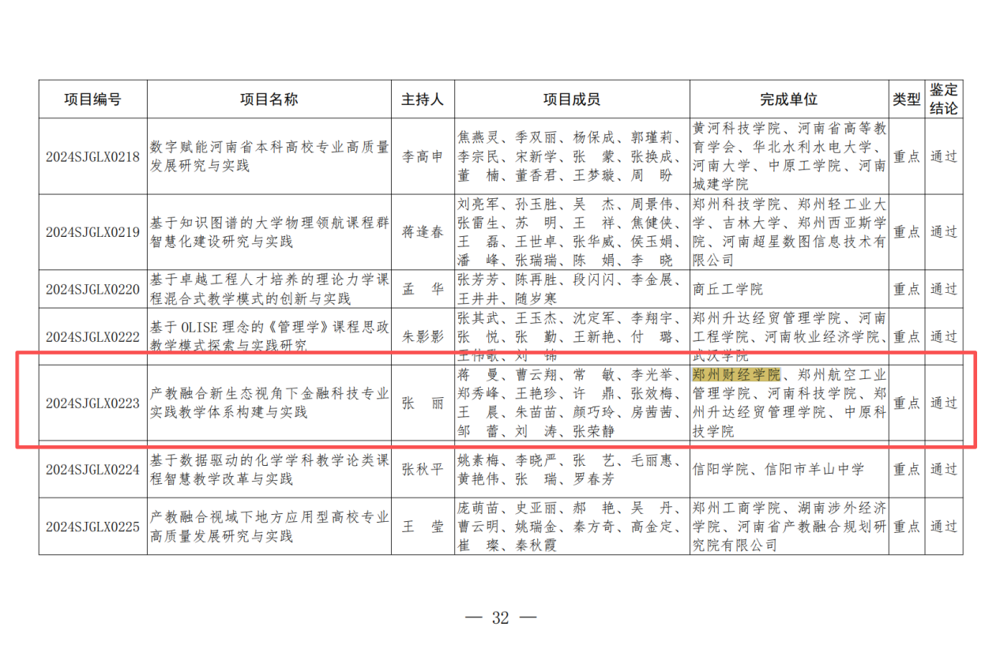 项目编号 项目名称 主持人 项目成员 完成单位 类型 鉴定结论
2024SJGLX0218 数字赋能河南省本科高校专业高质量
发展研究与实践 李高申 焦燕灵、季双丽、杨保成、郭瑾莉、
李宗民、宋新学、张　蒙、张换成、
董　楠、董香君、王梦璇、周　盼 黄河科技学院、河南省高等教
育学会、华北水利水电大学、
河南大学、中原工学院、河南
城建学院 重点 通过
2024SJGLX0219 基于知识图谱的大学物理领航课程群
智慧化建设研究与实践 蒋逢春 刘亮军、孙玉胜、吴　杰、周景伟、
张雷生、苏　明、王　祥、焦健侠、
王　磊、王世卓、张华威、侯玉娟、
潘　峰、张瑞瑞、陈　娟、李　晓 郑州科技学院、郑州轻工业大
学、吉林大学、郑州西亚斯学
院、河南超星数图信息技术有
限公司 重点 通过
2024SJGLX0220 基于卓越工程人才培养的理论力学课
程混合式教学模式的创新与实践 孟　华 张芳芳、陈再胜、段闪闪、李金展、
王井井、随岁寒 商丘工学院 重点 通过
2024SJGLX0222 基于 OLISE 理念的《管理学》课程思政
教学模式探索与实践研究 朱影影 张其武、王玉杰、沈定军、李翔宇、
张　悦、张　勤、王新艳、付　璐、
王伟歌、刘　锦 郑州升达经贸管理学院、河南
工程学院、河南牧业经济学院、
武汉学院 重点 通过
2024SJGLX0223 产教融合新生态视角下金融科技专业
实践教学体系构建与实践 张　丽 蒋　曼、曹云翔、常　敏、李光举、
郑秀峰、王艳珍、许　鼎、张效梅、
王　晨、朱苗苗、颜巧玲、房茜茜、
邹　蕾、刘　涛、张荣静 郑州财经学院、郑州航空工业
管理学院、河南科技学院、郑
州升达经贸管理学院、中原科
技学院 重点 通过
2024SJGLX0224 基于数据驱动的化学学科教学论类课
程智慧教学改革与实践 张秋平 姚素梅、李晓严、张　艺、毛丽惠、
黄艳伟、张　瑞、罗春芳 信阳学院、信阳市羊山中学 重点 通过
2024SJGLX0225 产教融合视域下地方应用型高校专业
高质量发展研究与实践 王　莹 庞萌苗、史亚丽、郝　艳、吴　丹、
曹云明、姚瑞金、秦方奇、高金定、
崔　璨、秦秋霞 郑州工商学院、湖南涉外经济
学院、河南省产教融合规划研
究院有限公司 重点 通过
— 32 —